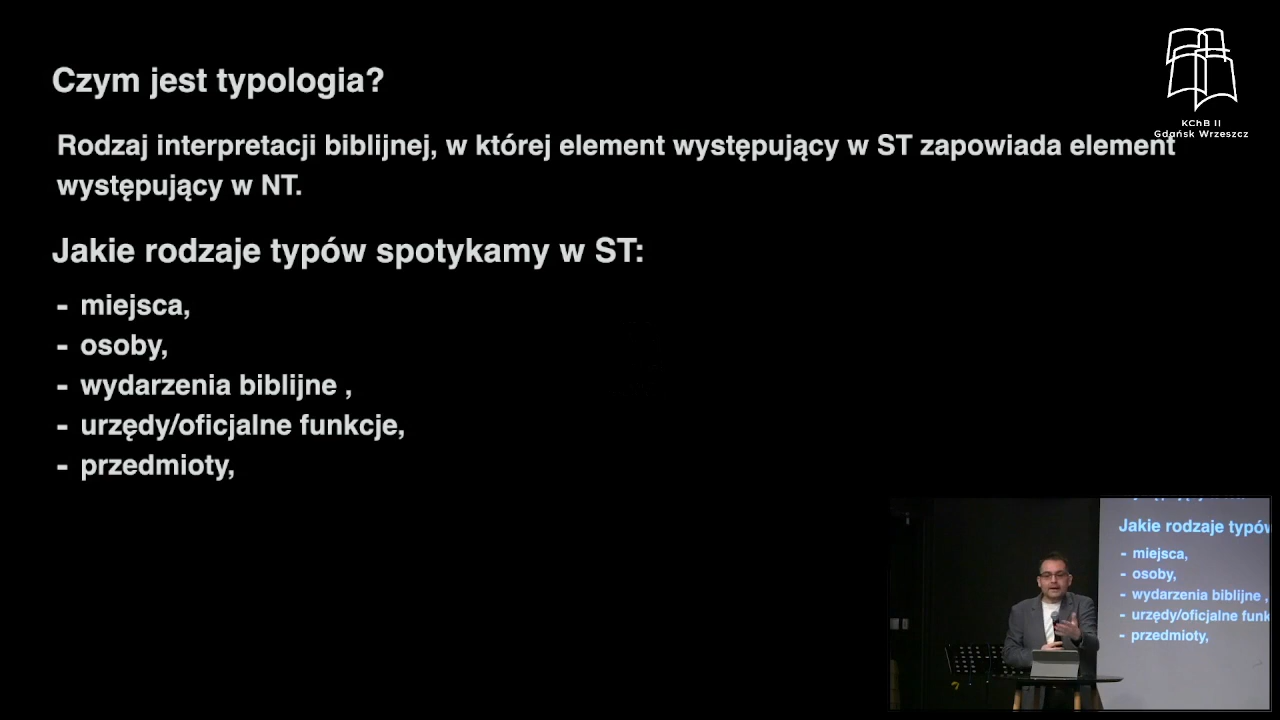 Czym jest typologia?
KChB II
Gdańsk Wrzeszcz
Rodzaj interpretacji biblijnej, w której element występujący w ST zapowiada element
występujący w NT.
Jakie rodzaje typów spotykamy w ST:
- miejsca,
- osoby,
- wydarzenia biblijne ,
- urzędy/oficjalne funkcje,
- przedmioty,
Jakie rodzaje typów
- miejsca,
- osoby,
- wydarzenia biblijne ,
- urzędy/oficjalne funk
- przedmioty,